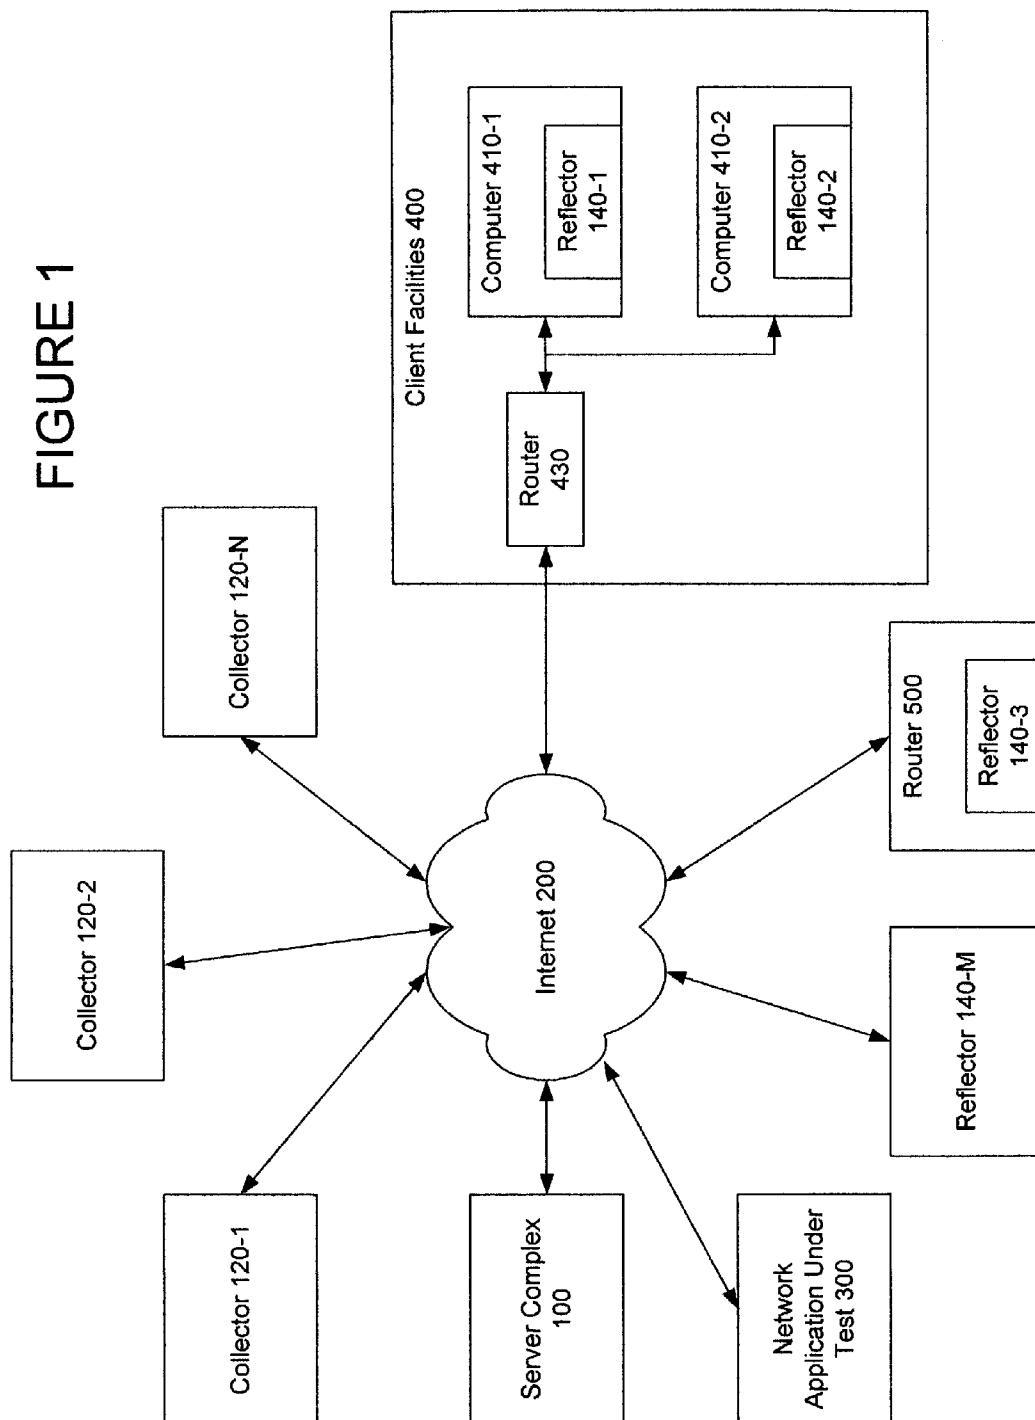 FIGURE 1
Collector 120-1
Collector 120-2
Collector 120-N
Server Complex
100
Internet 200
Network
Application Under
Test 300
Reflector 140-M
Router 500
Reflector
140-3
Client Facilities 400
Router
430
Computer 410-1
Reflector
140-1
Computer 410-2
Reflector
140-2